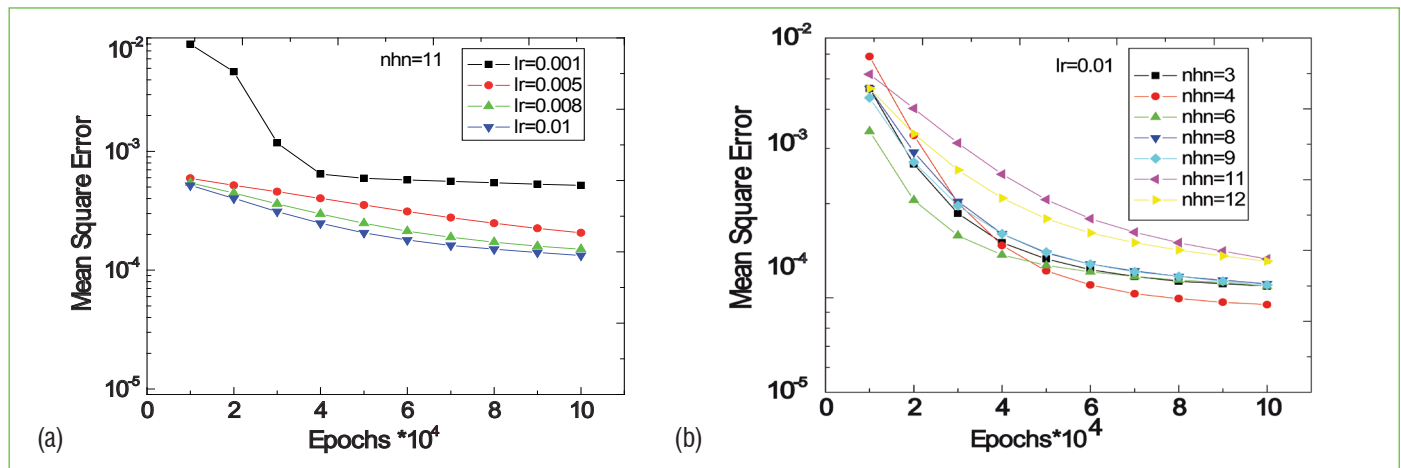 10⁻²
10⁻³
10⁻⁴
10⁻⁵
Mean Square Error
nhn=11
lr=0.001
lr=0.005
lr=0.008
lr=0.01
0 2 4 6 8 10
Epochs *10⁴
(a)
10⁻²
10⁻³
10⁻⁴
10⁻⁵
Mean Square Error
lr=0.01
nhn=3
nhn=4
nhn=6
nhn=8
nhn=9
nhn=11
nhn=12
0 2 4 6 8 10
Epochs*10⁴
(b)